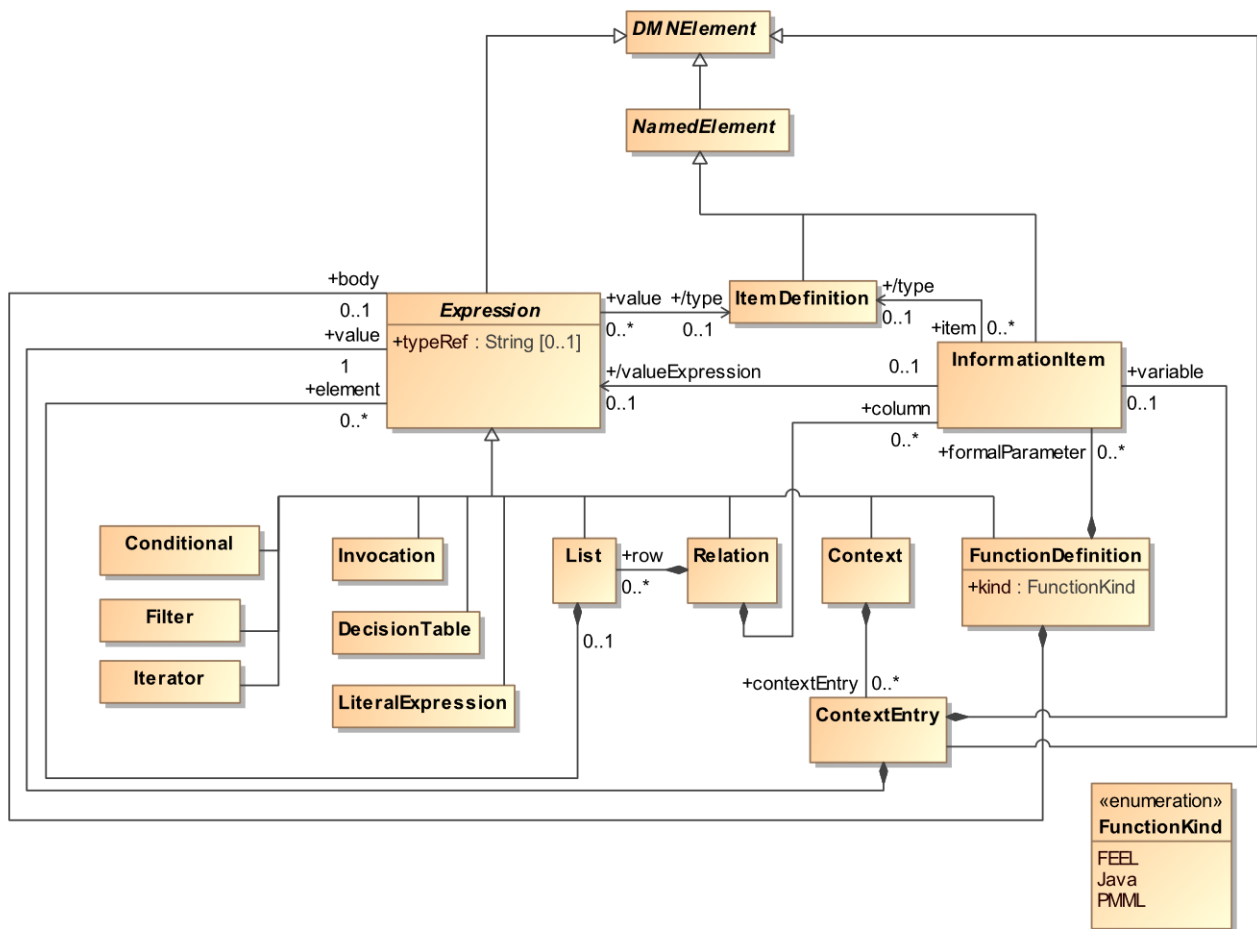 DMNElement
NamedElement
+body
0..1
+value
1
+element
0..*
Expression
+typeRef : String [0..1]
+value
+/type
0..*
0..1
ItemDefinition
+/type
0..1
+item
0..*
+/valueExpression
0..1
0..1
InformationItem
+variable
0..1
+column
0..*
+formalParameter
0..*
Conditional
Filter
Iterator
Invocation
DecisionTable
LiteralExpression
List
+row
0..*
0..1
Relation
Context
FunctionDefinition
+kind : FunctionKind
+contextEntry
0..*
ContextEntry
«enumeration»
FunctionKind
FEEL
Java
PMML